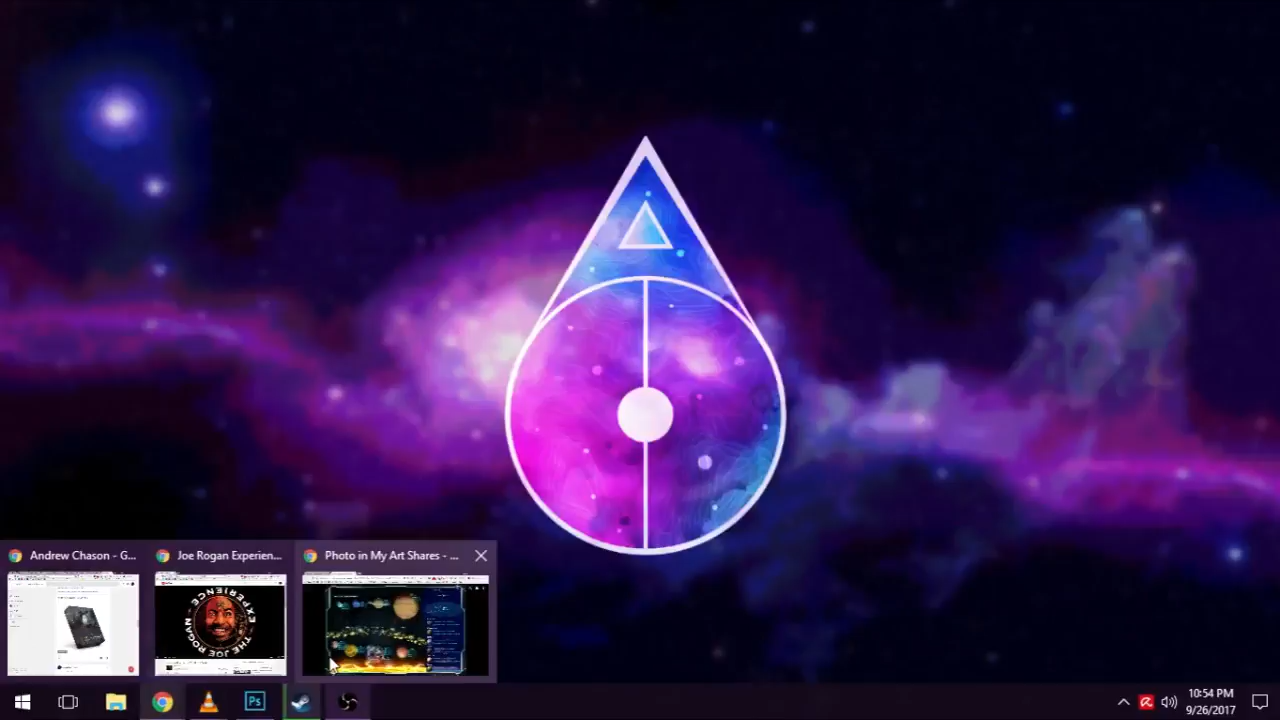 Andrew Chason - G...
Joe Rogan Experien...
Photo in My Art Shares - ...
THE JOE ROGAN EXPERIENCE
Ps
10:54 PM
9/26/2017